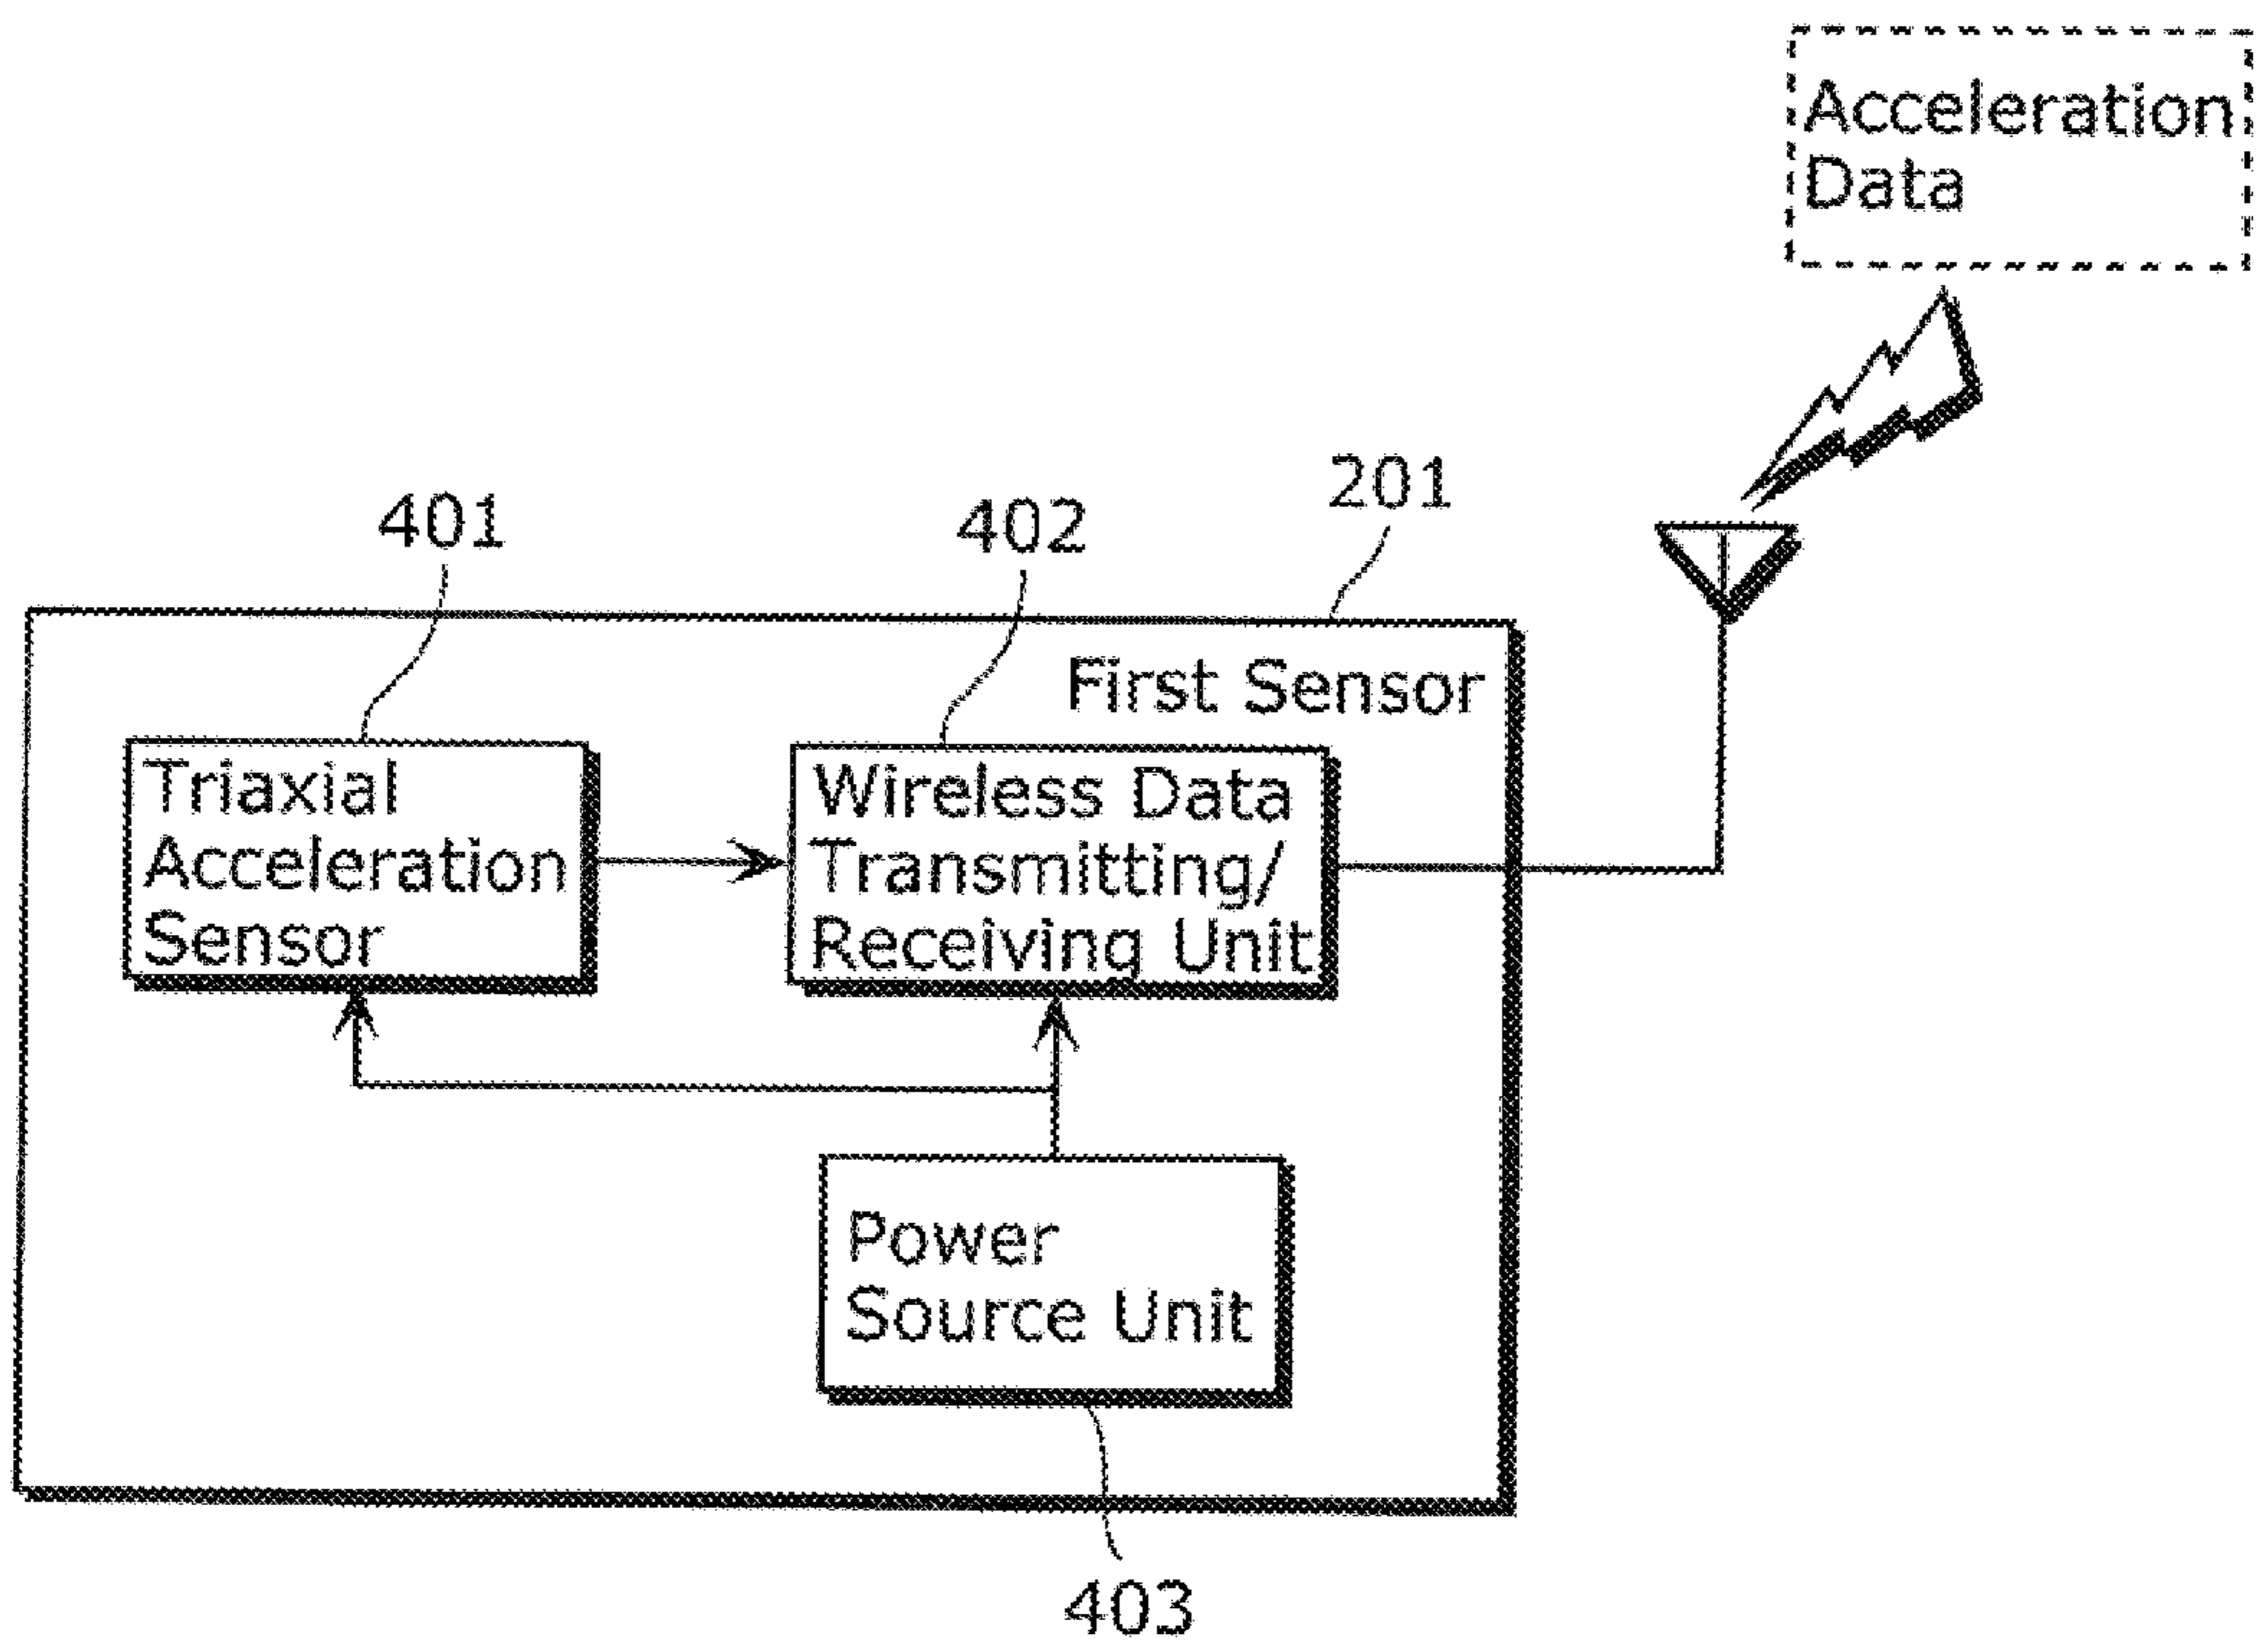 Acceleration
Data
201
401
402
First Sensor
Triaxial
Acceleration
Sensor
Wireless Data
Transmitting/
Receiving Unit
Power
Source Unit
403